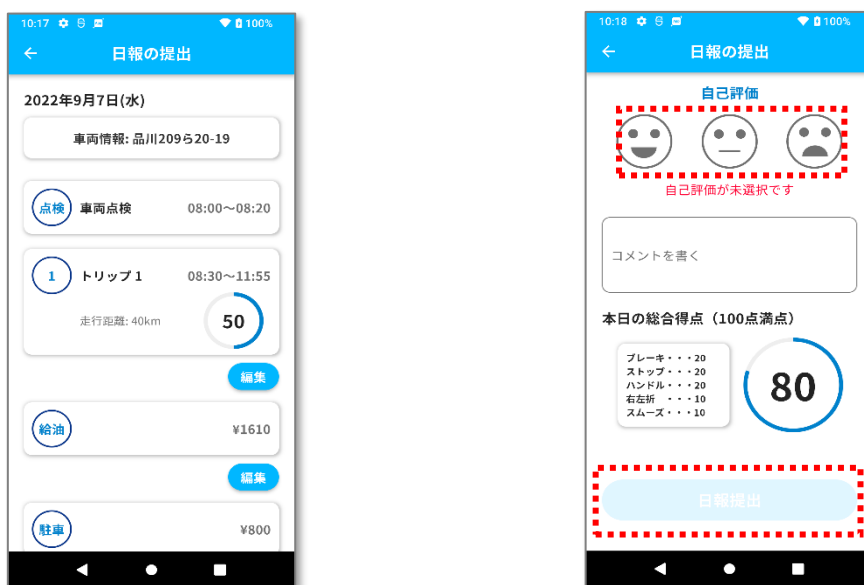 10:17 100%
日報の提出
2022年9月7日(水)
車両情報: 品川209ら20-19
点検 車両点検 08:00～08:20
1 トリップ 1 08:30～11:55
走行距離: 40km 50
編集
給油 ¥1610
編集
駐車 ¥800
10:18 100%
日報の提出
自己評価
自己評価が未選択です
コメントを書く
本日の総合得点（100点満点）
ブレーキ・・・20
ストップ・・・20
ハンドル・・・20
右左折 ・・・10
スムーズ・・・10
80
日報提出